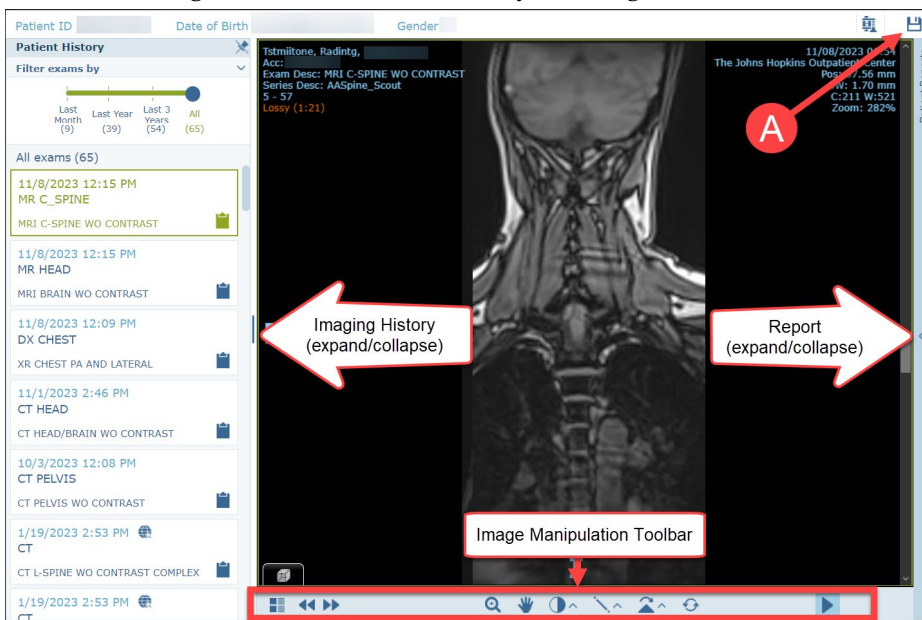 Patient ID Date of Birth Gender
Patient History
Filter exams by
Last Month (9)
Last Year (39)
Last 3 Years (54)
All (65)
All exams (65)
11/8/2023 12:15 PM
MR C_SPINE
MRI C-SPINE WO CONTRAST
11/8/2023 12:15 PM
MR HEAD
MRI BRAIN WO CONTRAST
11/8/2023 12:09 PM
DX CHEST
XR CHEST PA AND LATERAL
11/1/2023 2:46 PM
CT HEAD
CT HEAD/BRAIN WO CONTRAST
10/3/2023 12:08 PM
CT PELVIS
CT PELVIS WO CONTRAST
1/19/2023 2:53 PM
CT
CT L-SPINE WO CONTRAST COMPLEX
1/19/2023 2:53 PM
CT
Tstmiitone, Radintg,
Acc:
Exam Desc: MRI C-SPINE WO CONTRAST
Series Desc: AASpine_Scout
5 - 57
Lossy (1:21)
11/08/2023
The Johns Hopkins Outpatient Center
7.56 mm
W: 1.70 mm
C:211 W:521
Zoom: 282%
A
Imaging History
(expand/collapse)
Report
(expand/collapse)
Image Manipulation Toolbar